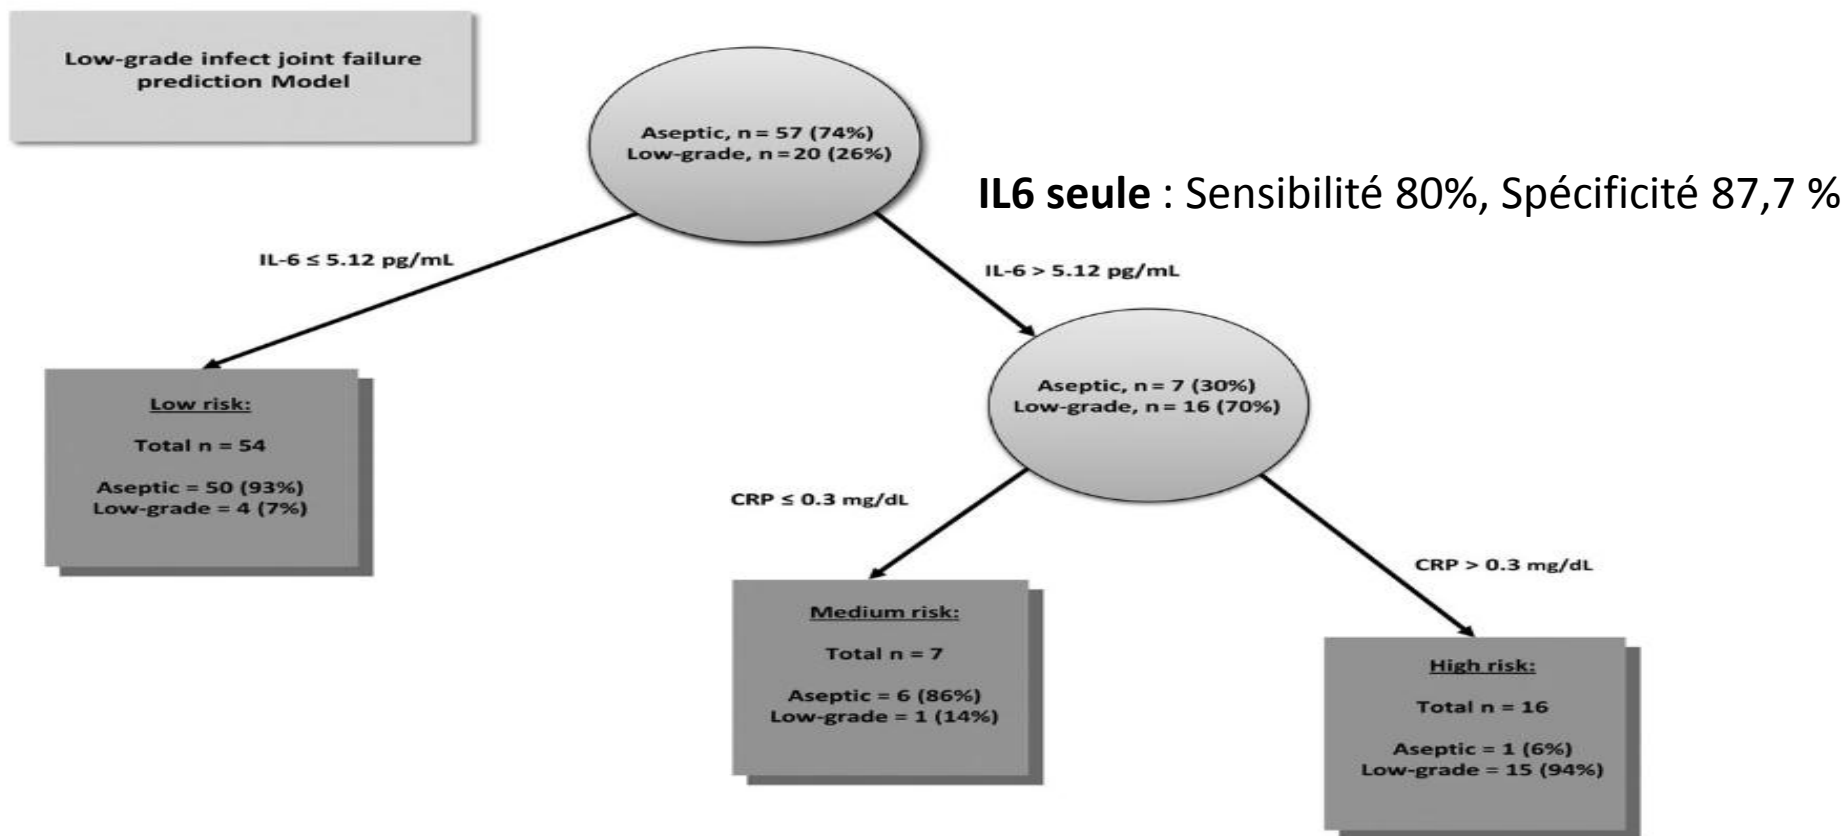 Low-grade infect joint failure
prediction Model
Aseptic, n = 57 (74%)
Low-grade, n =20 (26%)
IL6 seule : Sensibilité 80%, Spécificité 87,7 %
IL-6 ≤ 5.12 pg/mL
IL-6 > 5.12 pg/mL
Low risk:
Total n = 54
Aseptic = 50 (93%)
Low-grade = 4 (7%)
Aseptic, n = 7 (30%)
Low-grade, n = 16 (70%)
CRP ≤ 0.3 mg/dL
CRP > 0.3 mg/dL
Medium risk:
Total n = 7
Aseptic = 6 (86%)
Low-grade = 1 (14%)
High risk:
Total n = 16
Aseptic = 1 (6%)
Low-grade = 15 (94%)